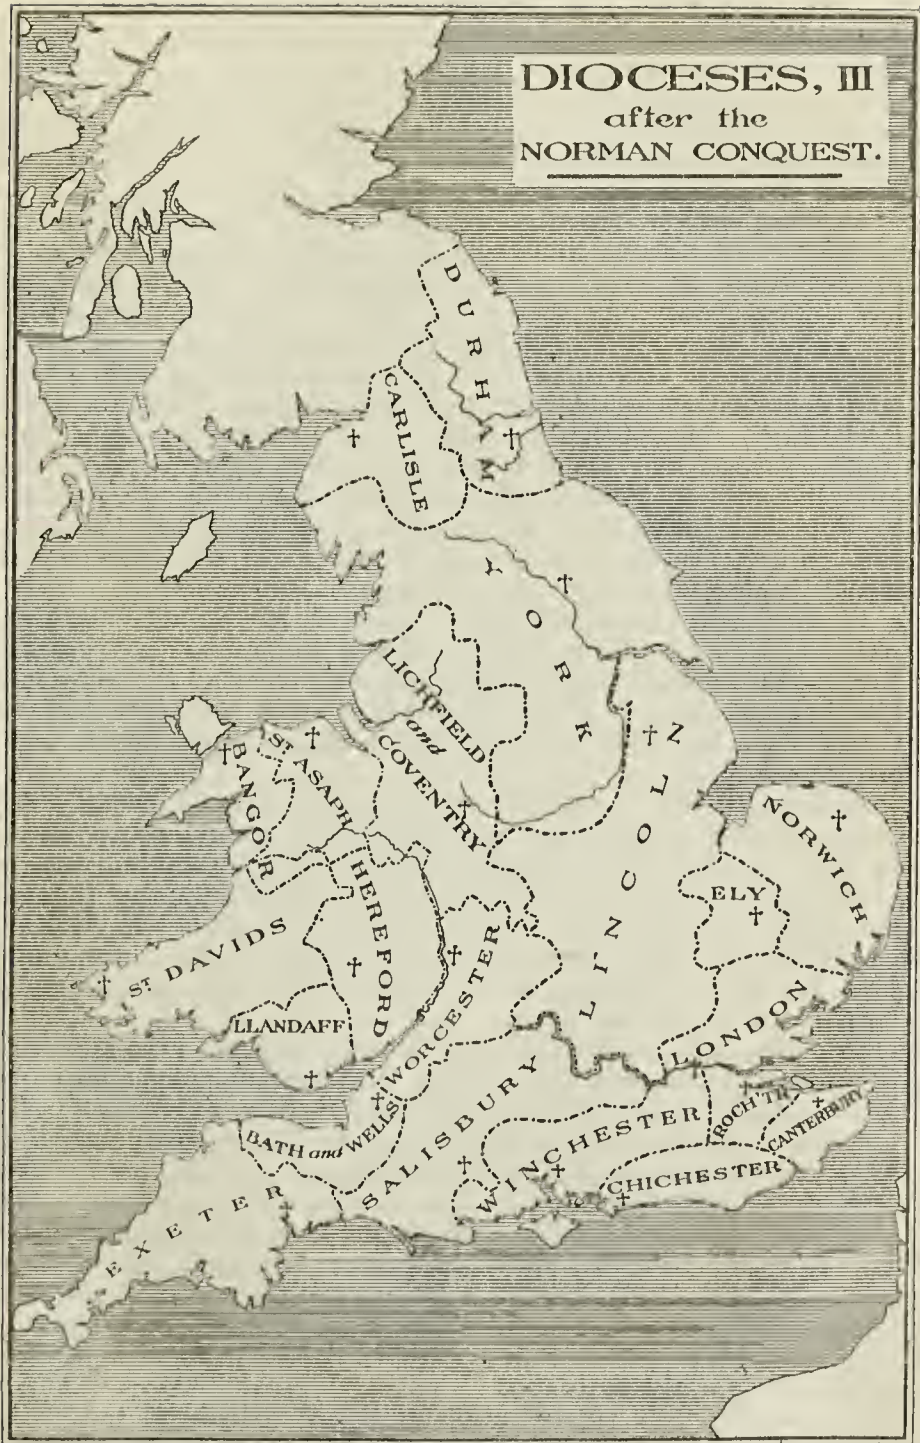 DIOCESES, III
after the
NORMAN CONQUEST.
DURHAM
CARLISLE
YORK
LICHFIELD
and
COVENTRY
LINCOLN
ST ASAPH
BANGOR
NORWICH
ELY
HEREFORD
ST DAVIDS
WORCESTER
LLANDAFF
LONDON
SALISBURY
ROCH'TR
CANTERBURY
WINCHESTER
BATH and WELLS
CHICHESTER
EXETER